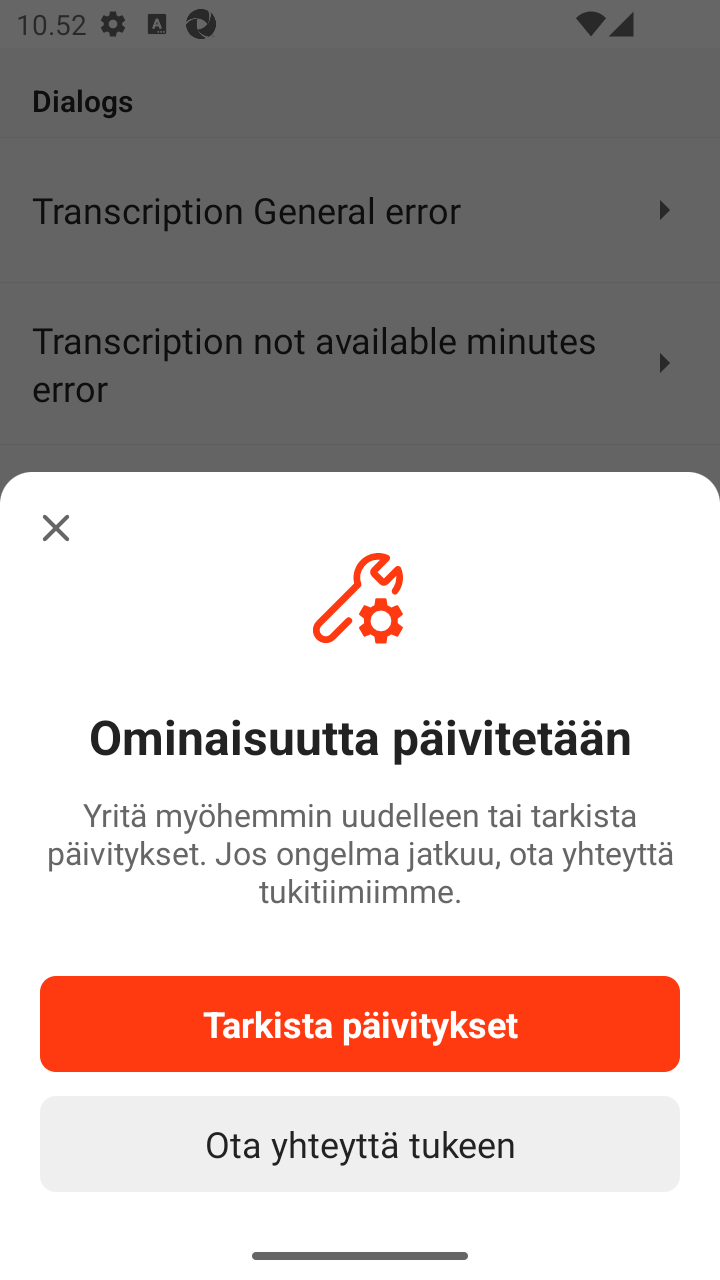 10.52
Dialogs
Transcription General error
Transcription not available minutes
error
Ominaisuutta päivitetään
Yritä myöhemmin uudelleen tai tarkista
päivitykset. Jos ongelma jatkuu, ota yhteyttä
tukitiimiimme.
Tarkista päivitykset
Ota yhteyttä tukeen